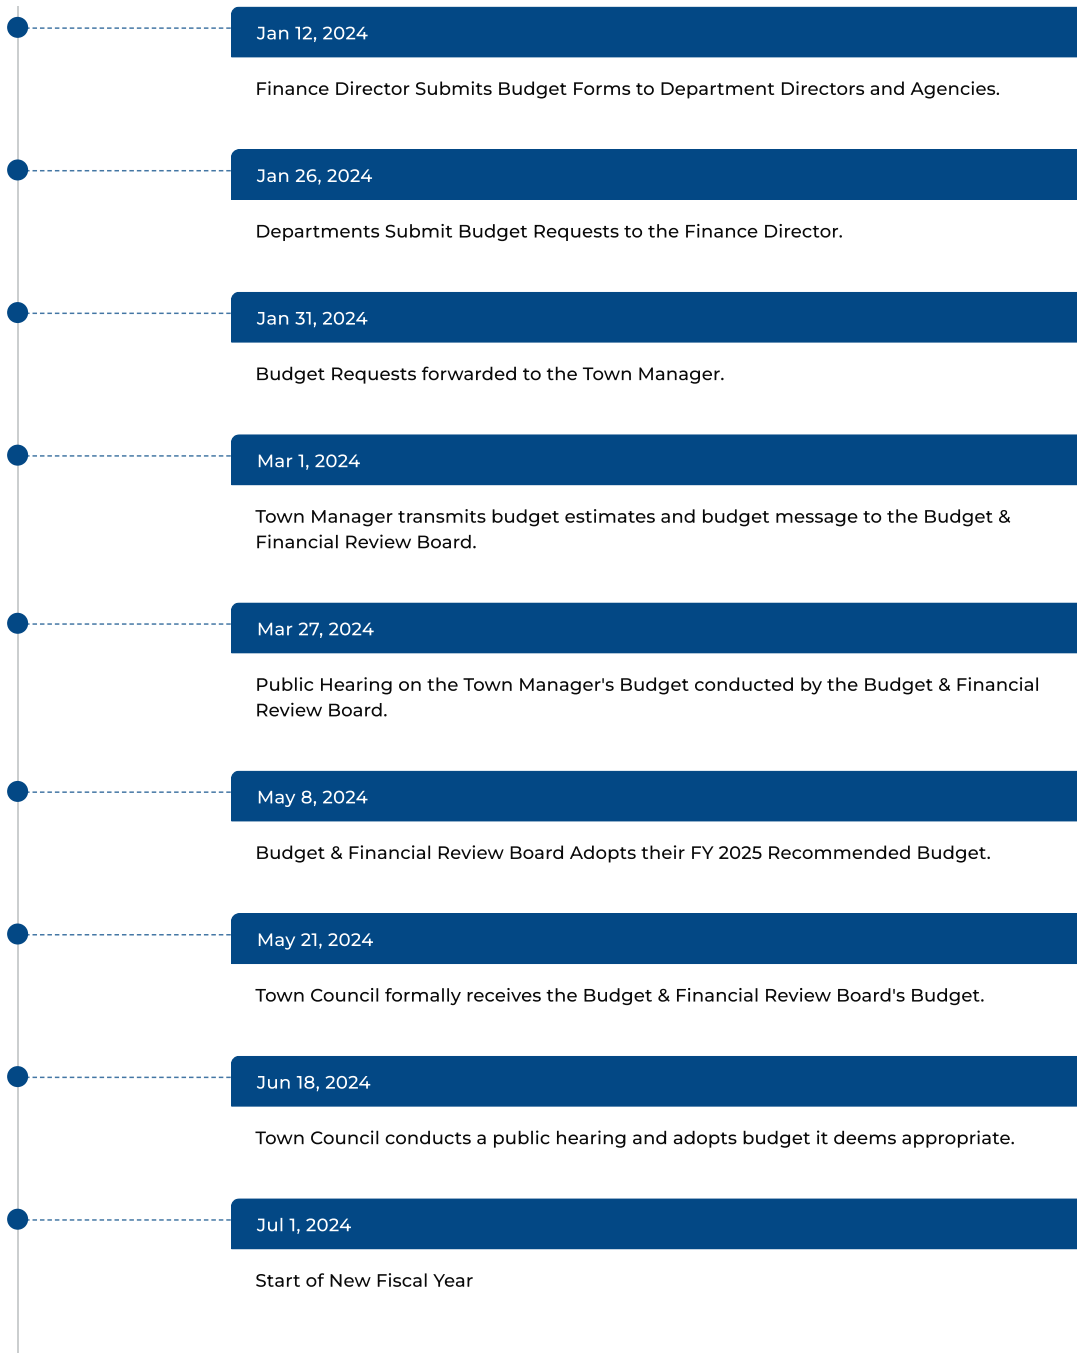 Jan 12, 2024
Finance Director Submits Budget Forms to Department Directors and Agencies.
Jan 26, 2024
Departments Submit Budget Requests to the Finance Director.
Jan 31, 2024
Budget Requests forwarded to the Town Manager.
Mar 1, 2024
Town Manager transmits budget estimates and budget message to the Budget &
Financial Review Board.
Mar 27, 2024
Public Hearing on the Town Manager's Budget conducted by the Budget & Financial
Review Board.
May 8, 2024
Budget & Financial Review Board Adopts their FY 2025 Recommended Budget.
May 21, 2024
Town Council formally receives the Budget & Financial Review Board's Budget.
Jun 18, 2024
Town Council conducts a public hearing and adopts budget it deems appropriate.
Jul 1, 2024
Start of New Fiscal Year